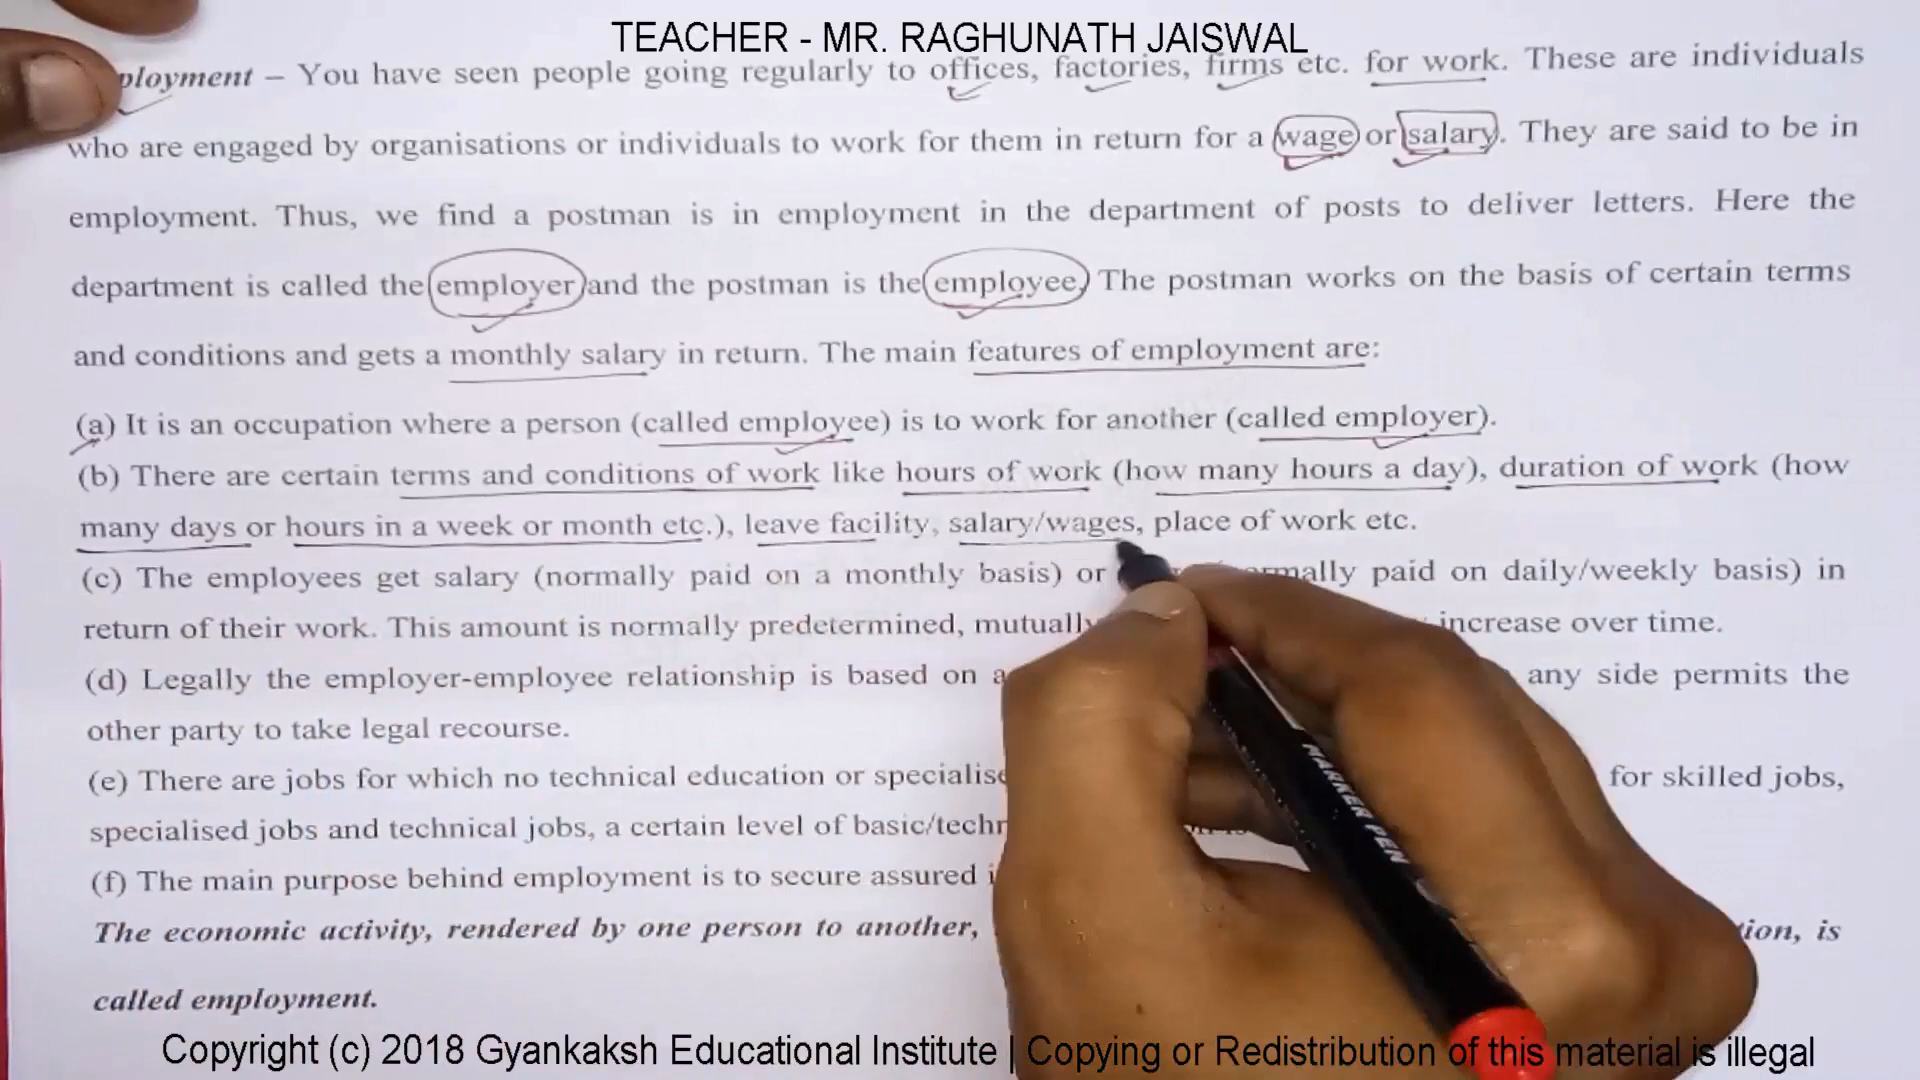 TEACHER - MR. RAGHUNATH JAISWAL
ployment – You have seen people going regularly to offices, factories, firms etc. for work. These are individuals
who are engaged by organisations or individuals to work for them in return for a wage or salary. They are said to be in
employment. Thus, we find a postman is in employment in the department of posts to deliver letters. Here the
department is called the employer and the postman is the employee. The postman works on the basis of certain terms
and conditions and gets a monthly salary in return. The main features of employment are:
(a) It is an occupation where a person (called employee) is to work for another (called employer).
(b) There are certain terms and conditions of work like hours of work (how many hours a day), duration of work (how
many days or hours in a week or month etc.), leave facility, salary/wages, place of work etc.
(c) The employees get salary (normally paid on a monthly basis) or mally paid on daily/weekly basis) in
return of their work. This amount is normally predetermined, mutually increase over time.
(d) Legally the employer-employee relationship is based on a any side permits the
other party to take legal recourse.
(e) There are jobs for which no technical education or specialise for skilled jobs,
specialised jobs and technical jobs, a certain level of basic/techn
(f) The main purpose behind employment is to secure assured i
The economic activity, rendered by one person to another, tion, is
called employment.
MARKER PEN
Copyright (c) 2018 Gyankaksh Educational Institute | Copying or Redistribution of this material is illegal